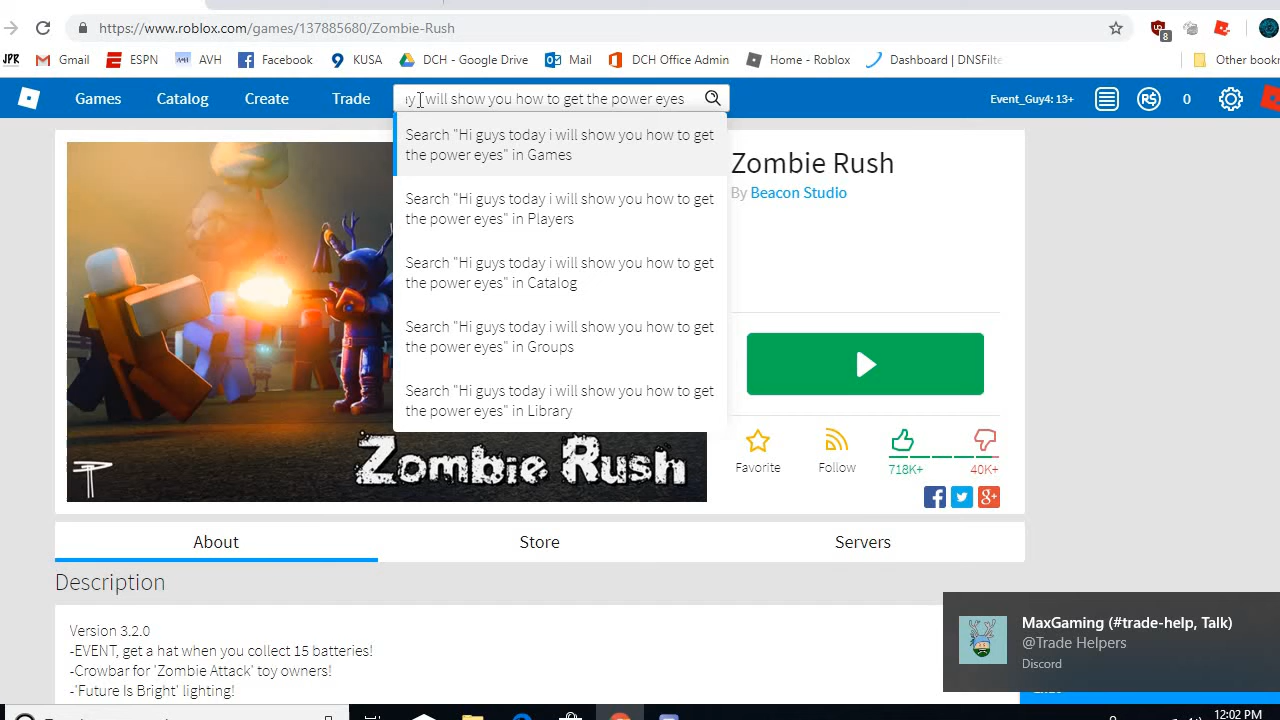 https://www.roblox.com/games/137885680/Zombie-Rush
8
JPR Gmail ESPN AVH Facebook KUSA DCH - Google Drive Mail DCH Office Admin Home - Roblox Dashboard | DNSFilte Other book
Games Catalog Create Trade ay i will show you how to get the power eyes Event_Guy4: 13+ R$ 0
Search "Hi guys today i will show you how to get
the power eyes" in Games
Search "Hi guys today i will show you how to get
the power eyes" in Players
Search "Hi guys today i will show you how to get
the power eyes" in Catalog
Search "Hi guys today i will show you how to get
the power eyes" in Groups
Search "Hi guys today i will show you how to get
the power eyes" in Library
Zombie Rush
By Beacon Studio
Zombie Rush
Favorite Follow 718K+ 40K+
About Store Servers
Description
Version 3.2.0
-EVENT, get a hat when you collect 15 batteries!
-Crowbar for 'Zombie Attack' toy owners!
-'Future Is Bright' lighting!
MaxGaming (#trade-help, Talk)
@Trade Helpers
Discord
12:02 PM